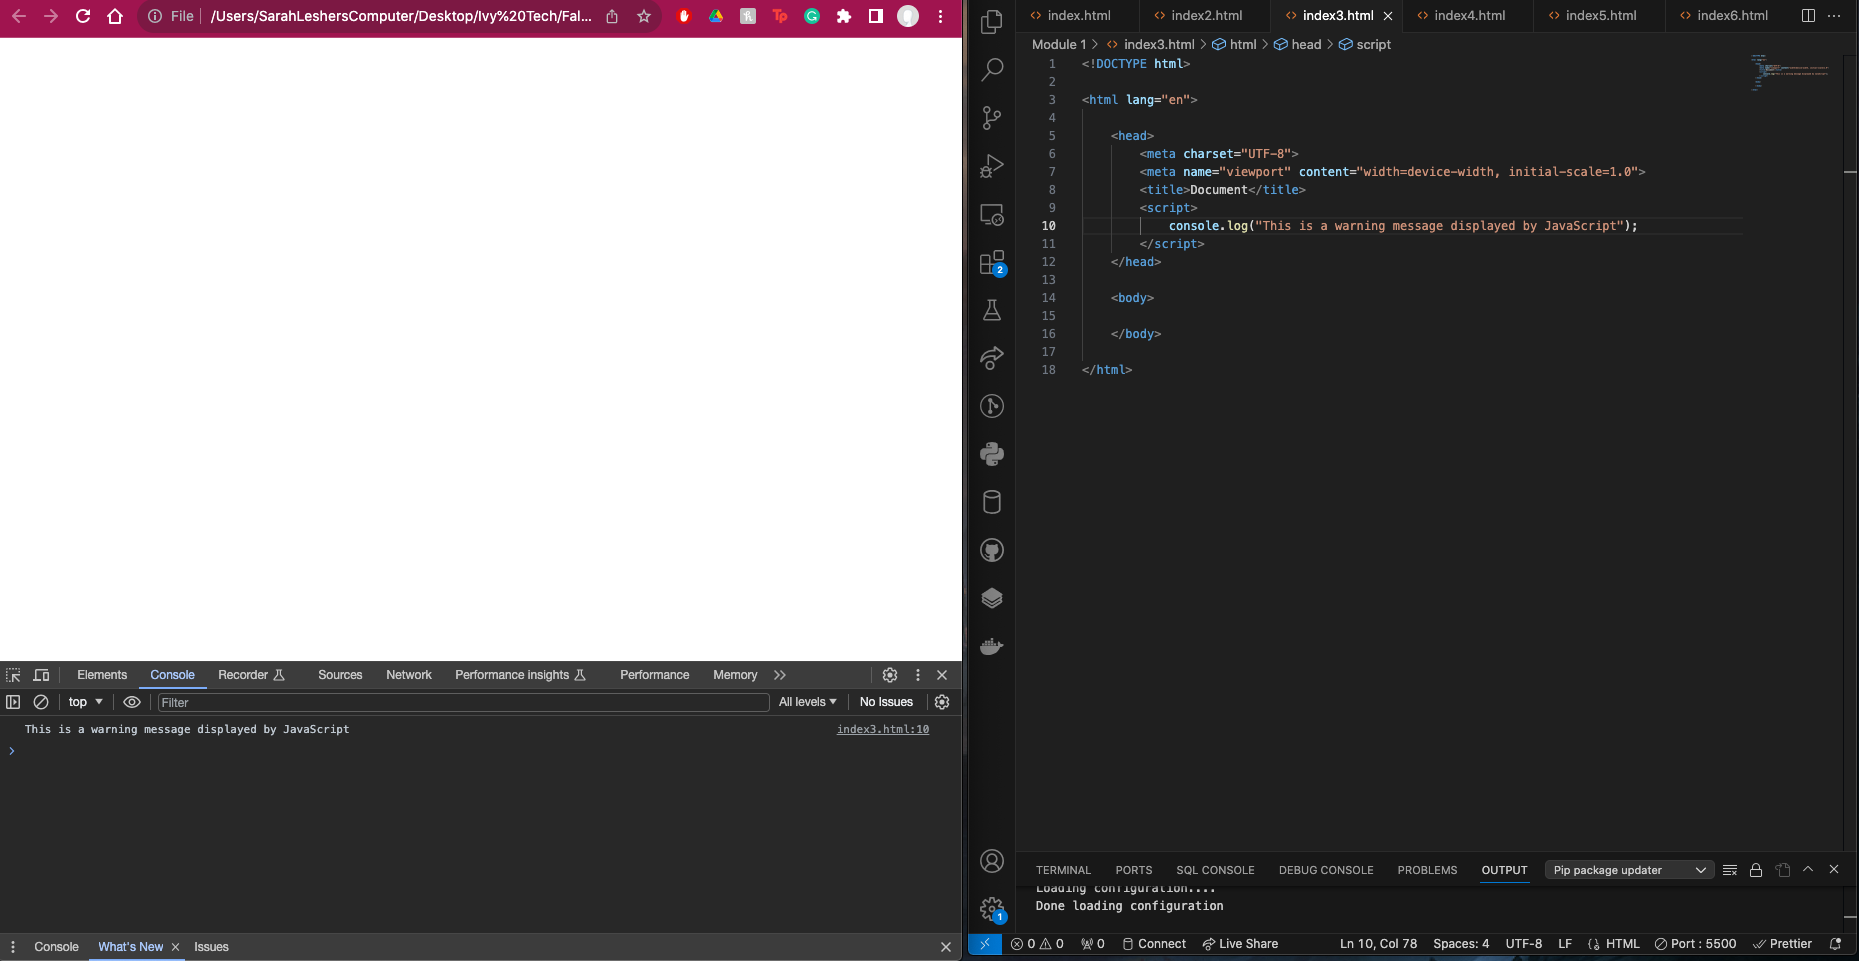 File /Users/SarahLeshersComputer/Desktop/Ivy%20Tech/Fal...
Tp
Elements Console Recorder Sources Network Performance insights Performance Memory
top Filter All levels No Issues
This is a warning message displayed by JavaScript index3.html:10
Console What's New Issues
index.html index2.html index3.html index4.html index5.html index6.html
Module 1 > index3.html > html > head > script
1 <!DOCTYPE html>
2
3 <html lang="en">
4
5 <head>
6 <meta charset="UTF-8">
7 <meta name="viewport" content="width=device-width, initial-scale=1.0">
8 <title>Document</title>
9 <script>
10 console.log("This is a warning message displayed by JavaScript");
11 </script>
12 </head>
13
14 <body>
15
16 </body>
17
18 </html>
2
TERMINAL PORTS SQL CONSOLE DEBUG CONSOLE PROBLEMS OUTPUT Pip package updater
Loading configuration....
Done loading configuration
1
0 0 0 Connect Live Share Ln 10, Col 78 Spaces: 4 UTF-8 LF HTML Port : 5500 Prettier